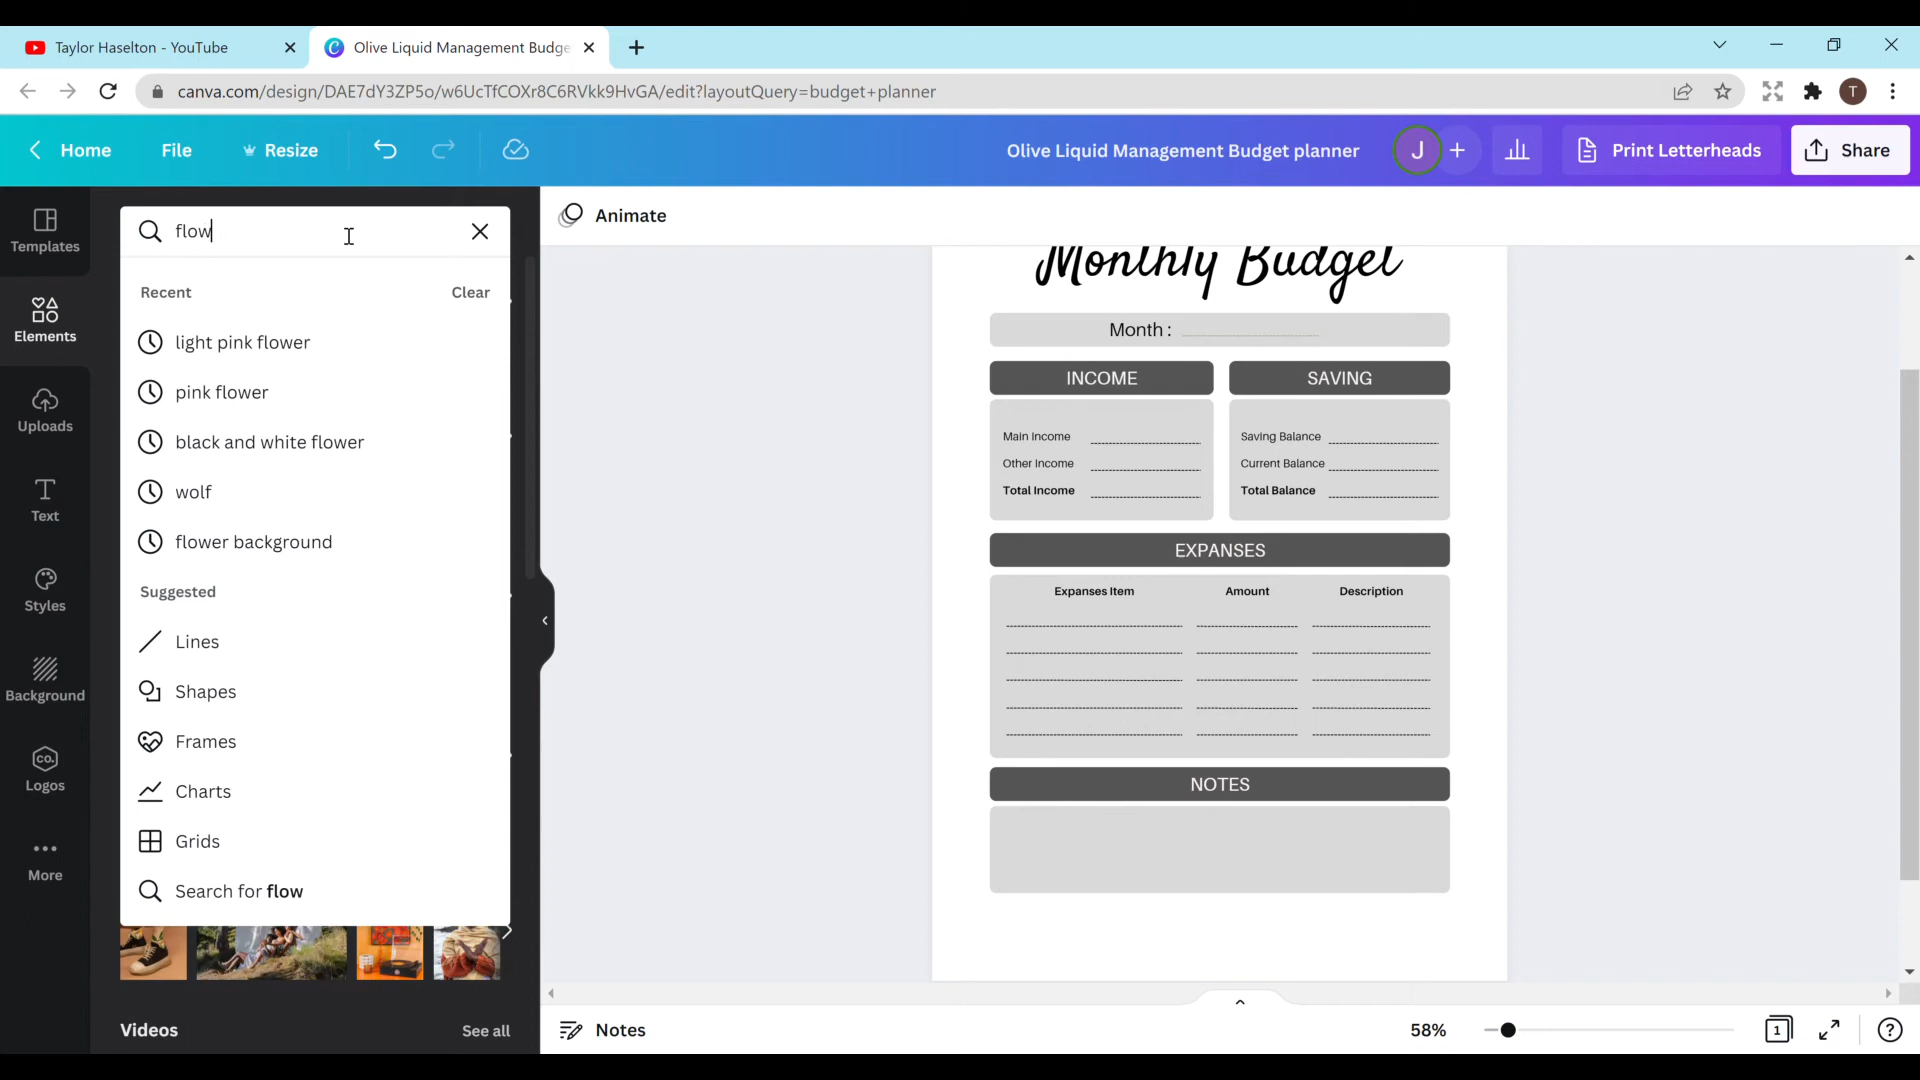 Taylor Haselton - YouTube
Olive Liquid Management Budge
canva.com/design/DAE7dY3ZP5o/w6UcTfCOXr8C6RVkk9HvGA/edit?layoutQuery=budget+planner
T
Home
File
Resize
Olive Liquid Management Budget planner
J
Print Letterheads
Share
Templates
Elements
Uploads
Text
Styles
Background
co.
Logos
More
flow
Recent
Clear
light pink flower
pink flower
black and white flower
wolf
flower background
Suggested
Lines
Shapes
Frames
Charts
Grids
Search for flow
Videos
See all
Animate
Monthly Budget
Month :
INCOME
SAVING
Main Income
Other Income
Total Income
Saving Balance
Current Balance
Total Balance
EXPANSES
Expanses Item
Amount
Description
NOTES
Notes
58%
1